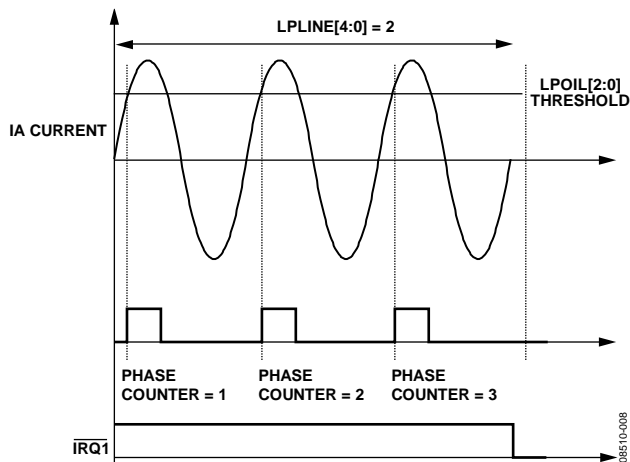 LPLINE[4:0] = 2
LPOIL[2:0]
THRESHOLD
IA CURRENT
PHASE
COUNTER = 1
PHASE
COUNTER = 2
PHASE
COUNTER = 3
IRQ1
08510-008